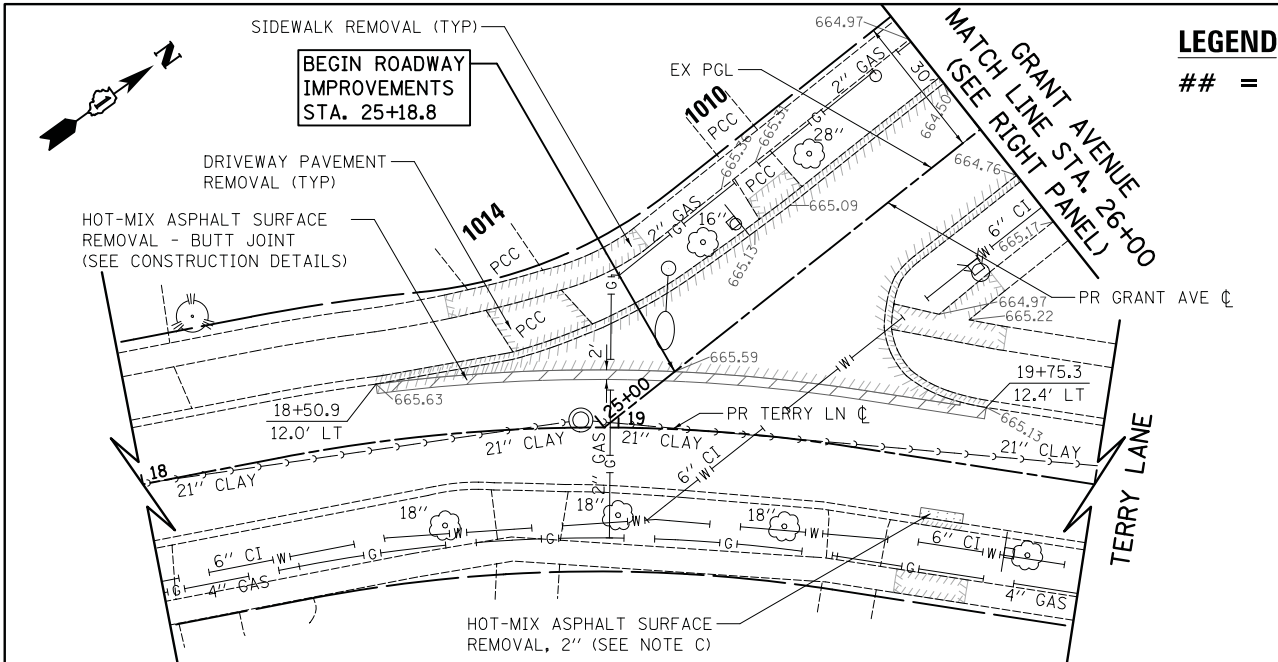 SIDEWALK REMOVAL (TYP)
BEGIN ROADWAY
IMPROVEMENTS
STA. 25+18.8
DRIVEWAY PAVEMENT
REMOVAL (TYP)
HOT-MIX ASPHALT SURFACE
REMOVAL - BUTT JOINT
(SEE CONSTRUCTION DETAILS)
N
1
EX PGL
664.97
GRANT AVENUE
MATCH LINE STA. 26+00
(SEE RIGHT PANEL)
LEGEND
## =
30'
664.50
664.76
2" GAS
G
1010
PCC
665.36
28"
PCC
665.09
2" GAS
G
16"
665.13
1014
PCC
PCC
G
2'
6" CI
W
665.17
664.97
665.22
PR GRANT AVE ℄
665.59
W
665.63
18+50.9
12.0' LT
25+00
19
PR TERRY LN ℄
19+75.3
12.4' LT
665.13
18
21" CLAY
21" CLAY
21" CLAY
21" CLAY
2" GAS
G
G
6" CI
W
W
TERRY LANE
18"
18"
18"
6" CI
W
W
W
W
W
6" CI
W
G
4" GAS
G
G
G
G
G
4" GAS
HOT-MIX ASPHALT SURFACE
REMOVAL, 2" (SEE NOTE C)